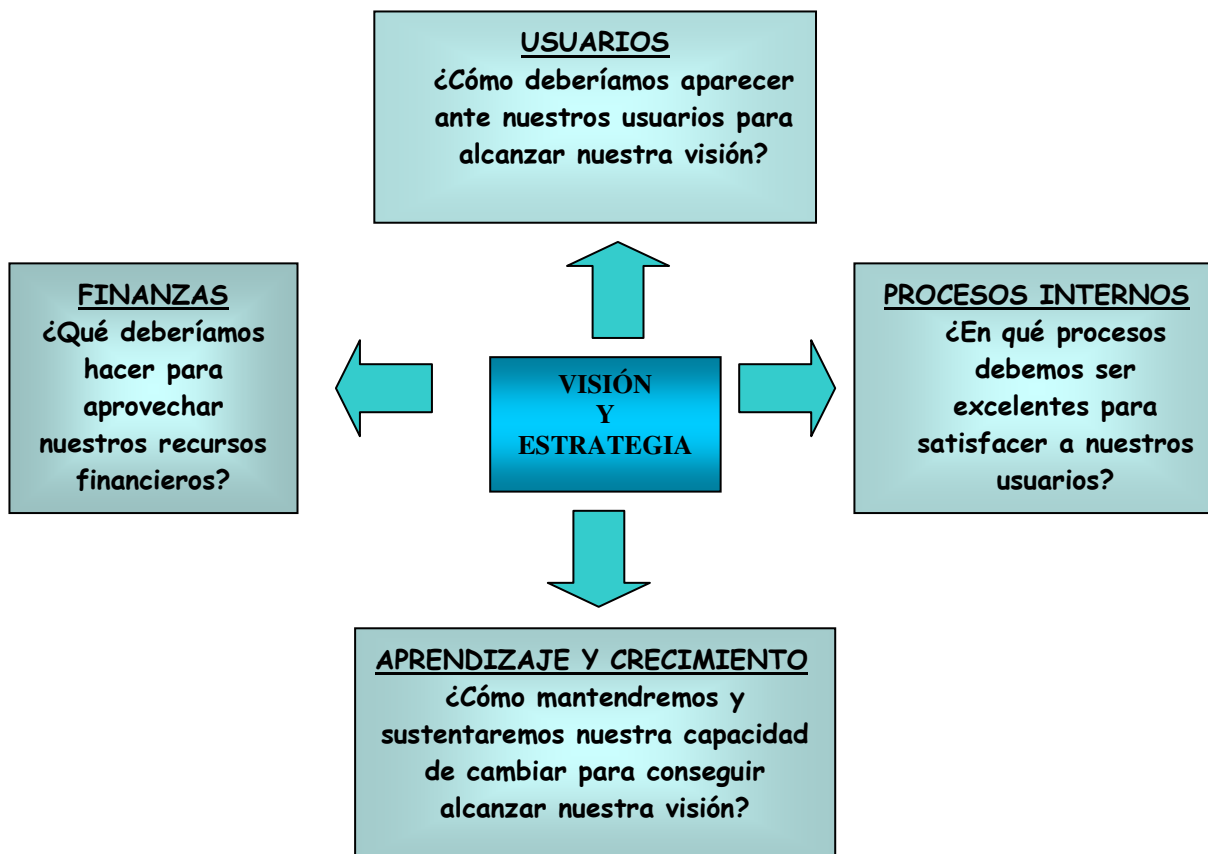 USUARIOS
¿Cómo deberíamos aparecer
ante nuestros usuarios para
alcanzar nuestra visión?
FINANZAS
¿Qué deberíamos
hacer para
aprovechar
nuestros recursos
financieros?
VISIÓN
Y
ESTRATEGIA
PROCESOS INTERNOS
¿En qué procesos
debemos ser
excelentes para
satisfacer a nuestros
usuarios?
APRENDIZAJE Y CRECIMIENTO
¿Cómo mantendremos y
sustentaremos nuestra capacidad
de cambiar para conseguir
alcanzar nuestra visión?